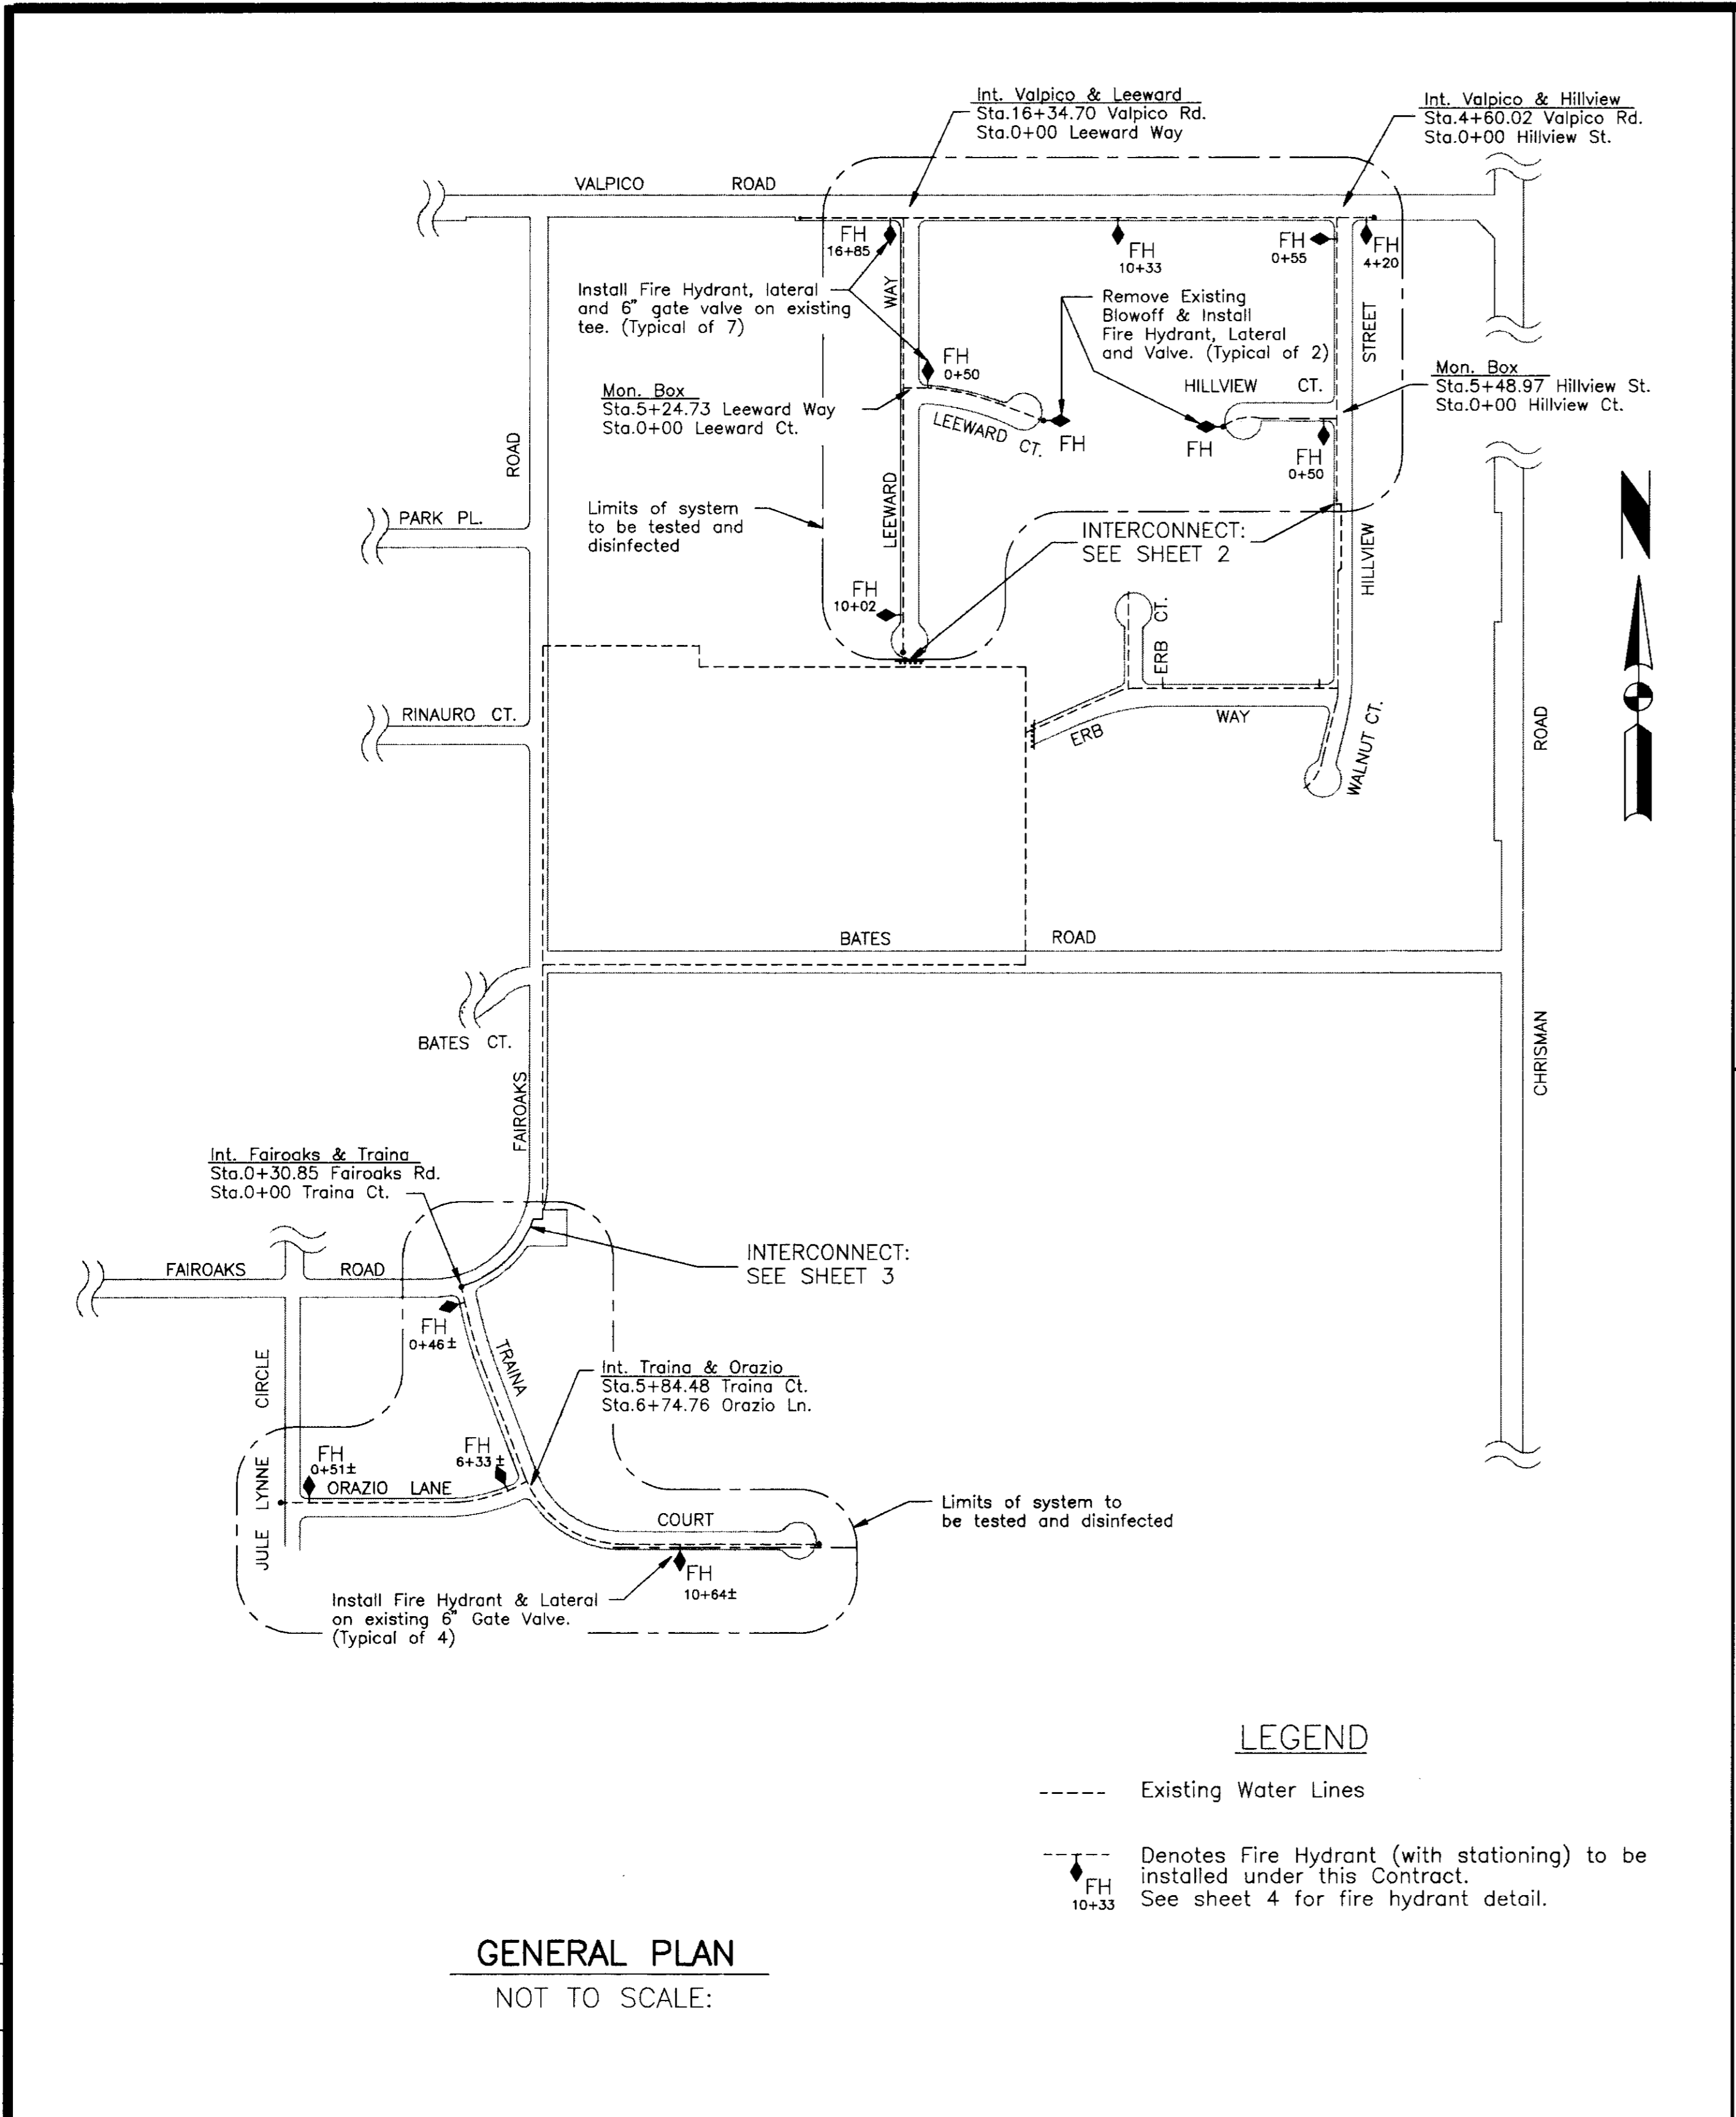 Int. Valpico & Leeward
Sta.16+34.70 Valpico Rd.
Sta.0+00 Leeward Way
Int. Valpico & Hillview
Sta.4+60.02 Valpico Rd.
Sta.0+00 Hillview St.
VALPICO ROAD
FH
16+85
FH
10+33
FH
0+55
FH
4+20
WAY
STREET
Install Fire Hydrant, lateral
and 6" gate valve on existing
tee. (Typical of 7)
Remove Existing
Blowoff & Install
Fire Hydrant, Lateral
and Valve. (Typical of 2)
FH
0+50
Mon. Box
Sta.5+24.73 Leeward Way
Sta.0+00 Leeward Ct.
HILLVIEW CT.
Mon. Box
Sta.5+48.97 Hillview St.
Sta.0+00 Hillview Ct.
LEEWARD CT.
FH
FH
FH
0+50
ROAD
LEEWARD
Limits of system
to be tested and
disinfected
PARK PL.
INTERCONNECT:
SEE SHEET 2
HILLVIEW
N
FH
10+02
ERB CT.
RINAURO CT.
ERB WAY
WALNUT CT.
ROAD
BATES ROAD
BATES CT.
CHRISMAN
FAIROAKS
Int. Fairoaks & Traina
Sta.0+30.85 Fairoaks Rd.
Sta.0+00 Traina Ct.
INTERCONNECT:
SEE SHEET 3
FAIROAKS ROAD
FH
0+46±
TRAINA
Int. Traina & Orazio
Sta.5+84.48 Traina Ct.
Sta.6+74.76 Orazio Ln.
JULE LYNNE CIRCLE
FH
0+51±
FH
6+33±
ORAZIO LANE
COURT
Limits of system to
be tested and disinfected
FH
10+64±
Install Fire Hydrant & Lateral
on existing 6" Gate Valve.
(Typical of 4)
LEGEND
Existing Water Lines
FH
10+33
Denotes Fire Hydrant (with stationing) to be
installed under this Contract.
See sheet 4 for fire hydrant detail.
GENERAL PLAN
NOT TO SCALE: